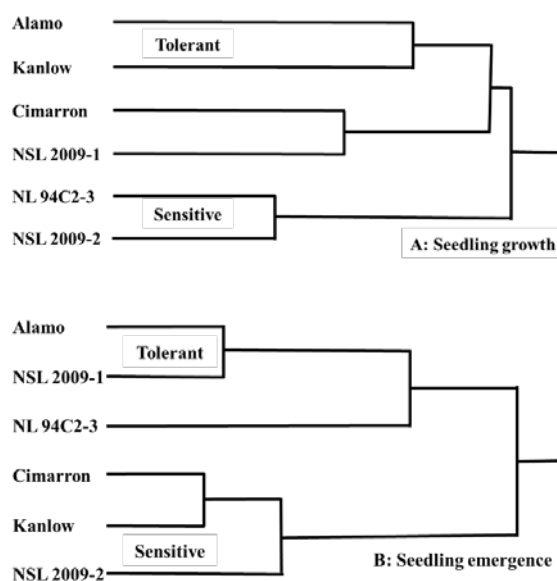 Alamo
Tolerant
Kanlow
Cimarron
NSL 2009-1
NL 94C2-3
Sensitive
NSL 2009-2
A: Seedling growth
Alamo
Tolerant
NSL 2009-1
NL 94C2-3
Cimarron
Kanlow
Sensitive
NSL 2009-2
B: Seedling emergence